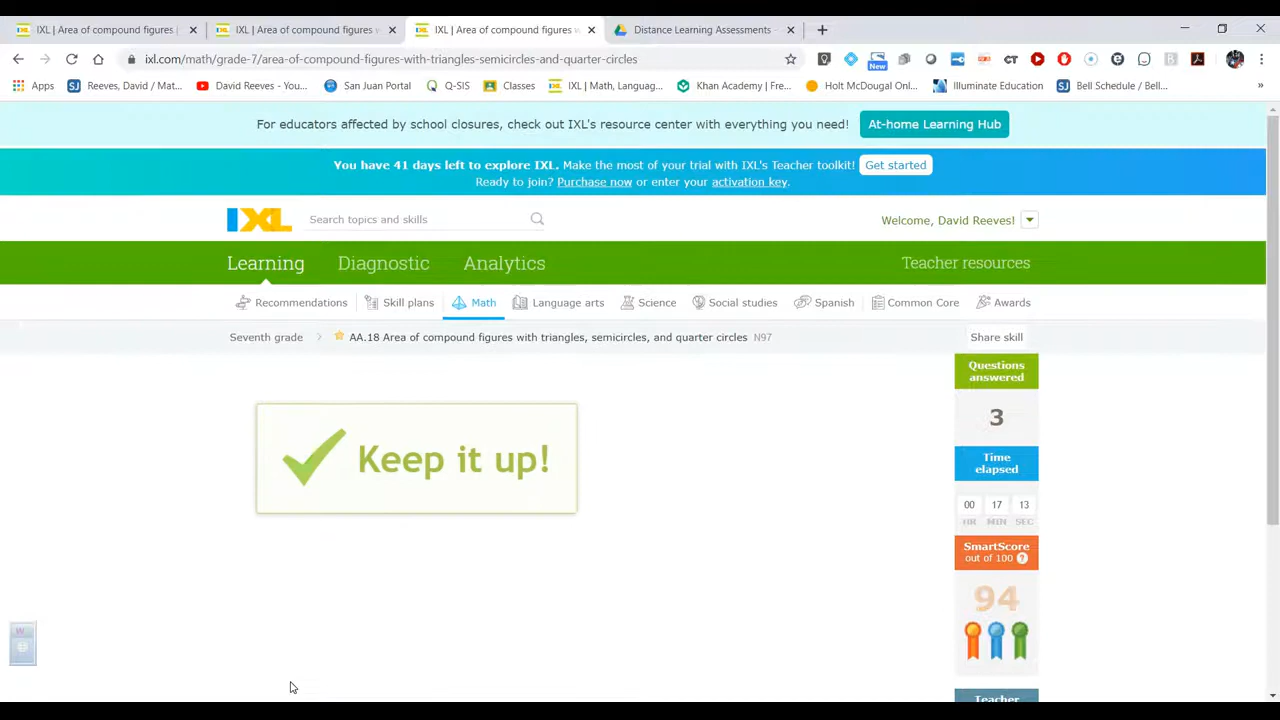 IXL | Area of compound figures
IXL | Area of compound figures w
IXL | Area of compound figures w
Distance Learning Assessments -
ixl.com/math/grade-7/area-of-compound-figures-with-triangles-semicircles-and-quarter-circles
New
Apps
Reeves, David / Mat...
David Reeves - You...
San Juan Portal
Q-SIS
Classes
IXL | Math, Languag...
Khan Academy | Fre...
Holt McDougal Onl...
Illuminate Education
Bell Schedule / Bell...
For educators affected by school closures, check out IXL's resource center with everything you need!
At-home Learning Hub
You have 41 days left to explore IXL. Make the most of your trial with IXL's Teacher toolkit! Get started
Ready to join? Purchase now or enter your activation key.
IXL
Search topics and skills
Welcome, David Reeves!
Learning Diagnostic Analytics
Teacher resources
Recommendations Skill plans Math Language arts Science Social studies Spanish Common Core Awards
Seventh grade AA.18 Area of compound figures with triangles, semicircles, and quarter circles N97
Share skill
Keep it up!
Questions
answered
3
Time
elapsed
00 17 13
HR MIN SEC
SmartScore
out of 100 ?
94
Teacher
W